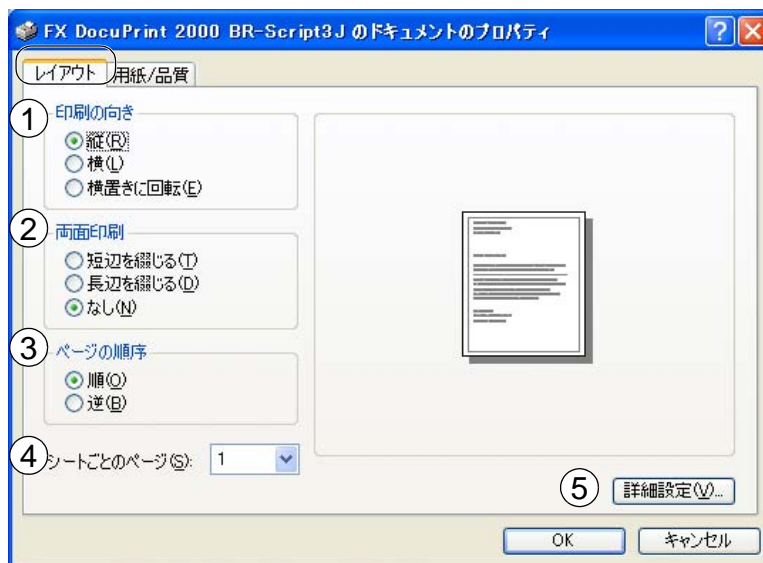 FX DocuPrint 2000 BR-Script3J のドキュメントのプロパティ
レイアウト 用紙/品質
① 印刷の向き
縦(R)
横(L)
横置きに回転(E)
② 両面印刷
短辺を綴じる(T)
長辺を綴じる(D)
なし(N)
③ ページの順序
順(O)
逆(B)
④ シートごとのページ(S): 1
⑤ 詳細設定(V)...
OK キャンセル